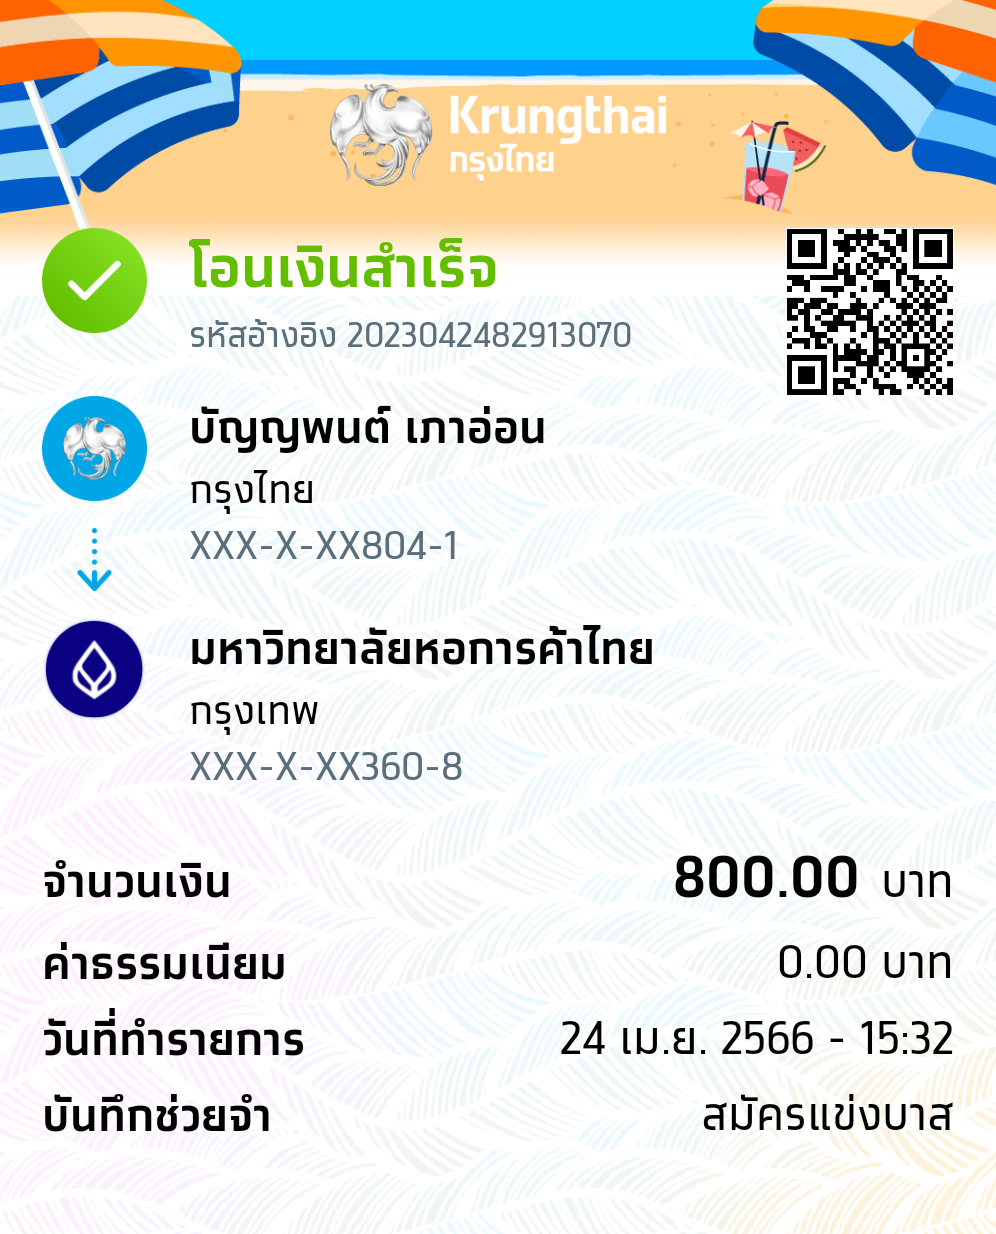 Krungthai
กรุงไทย
โอนเงินสำเร็จ
รหัสอ้างอิง 2023042482913070
บัญญพนต์ เภาอ่อน
กรุงไทย
XXX-X-XX804-1
มหาวิทยาลัยหอการค้าไทย
กรุงเทพ
XXX-X-XX360-8
จำนวนเงิน 800.00 บาท
ค่าธรรมเนียม 0.00 บาท
วันที่ทำรายการ 24 เม.ย. 2566 - 15:32
บันทึกช่วยจำ สมัครแข่งบาส